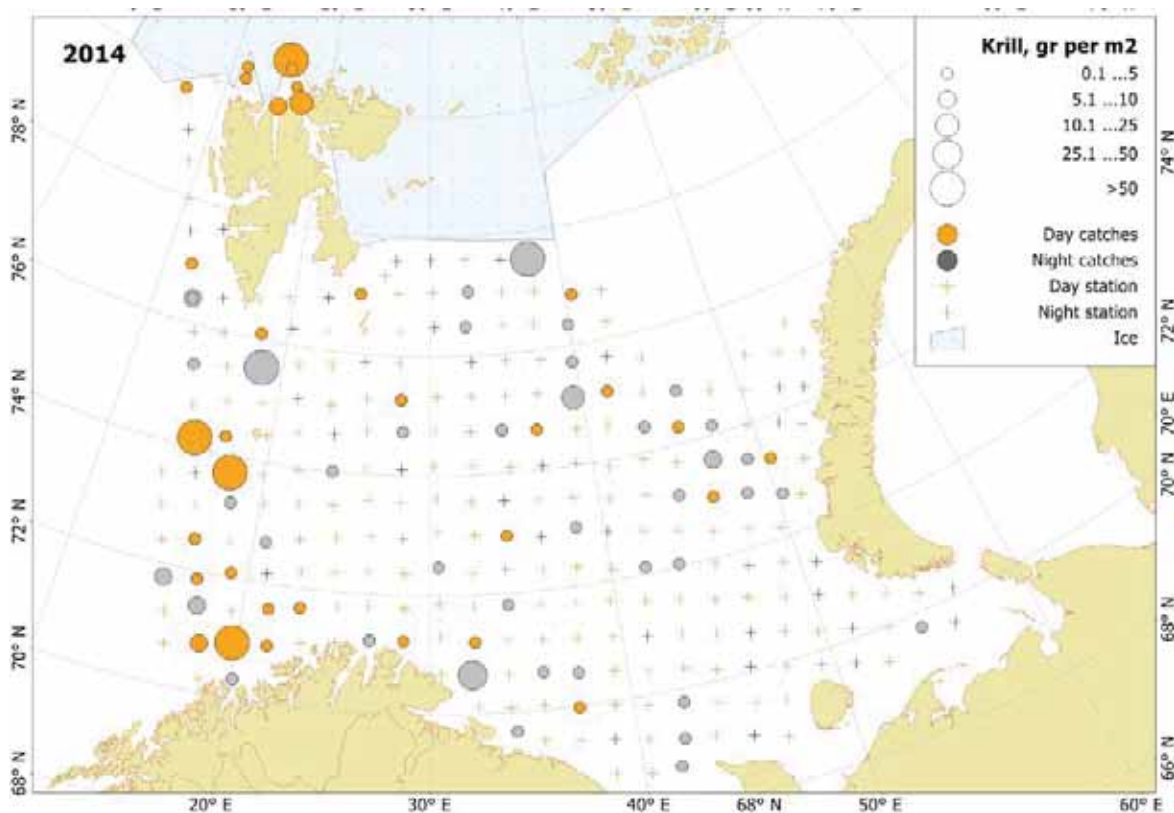 2014
Krill, gr per m2
0.1 ...5
5.1 ...10
10.1 ...25
25.1 ...50
>50
Day catches
Night catches
Day station
Night station
Ice
78° N
76° N
74° N
72° N
70° N
68° N
74° N
72° N
70° E
70° N
68° N
66° N
20° E
30° E
40° E
68° N
50° E
60° E